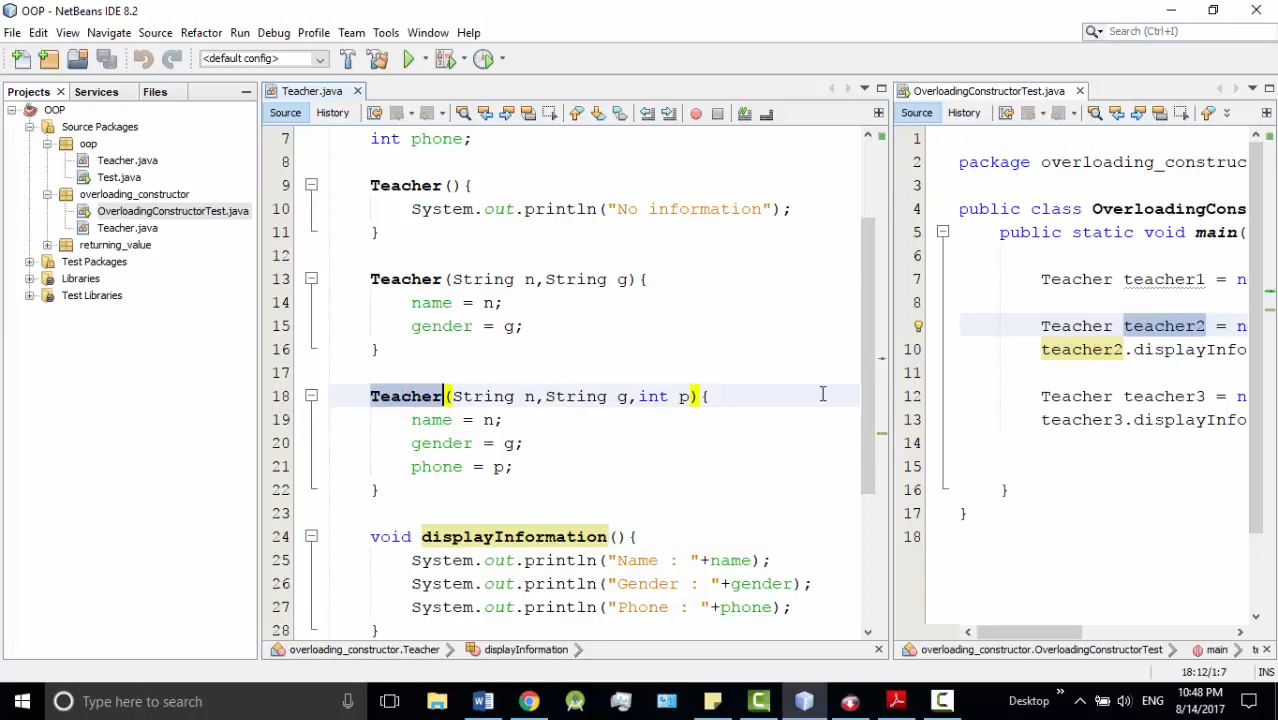 OOP - NetBeans IDE 8.2
File Edit View Navigate Source Refactor Run Debug Profile Team Tools Window Help
Search (Ctrl+I)
<default config>
Projects Services Files
OOP
Source Packages
oop
Teacher.java
Test.java
overloading_constructor
OverloadingConstructorTest.java
Teacher.java
returning_value
Test Packages
Libraries
Test Libraries
Teacher.java
Source History
7 int phone;
8
9 Teacher(){
10 System.out.println("No information");
11 }
12
13 Teacher(String n,String g){
14 name = n;
15 gender = g;
16 }
17
18 Teacher(String n,String g,int p){
19 name = n;
20 gender = g;
21 phone = p;
22 }
23
24 void displayInformation(){
25 System.out.println("Name : "+name);
26 System.out.println("Gender : "+gender);
27 System.out.println("Phone : "+phone);
28 }
overloading_constructor.Teacher displayInformation
OverloadingConstructorTest.java
Source History
1
2 package overloading_construc
3
4 public class OverloadingCons
5 public static void main(
6
7 Teacher teacher1 = n
8
Teacher teacher2 = n
10 teacher2.displayInfo
11
12 Teacher teacher3 = n
13 teacher3.displayInfo
14
15
16 }
17 }
18
overloading_constructor.OverloadingConstructorTest main
18:12/1:7 INS
Type here to search
Desktop
ENG
10:48 PM
8/14/2017